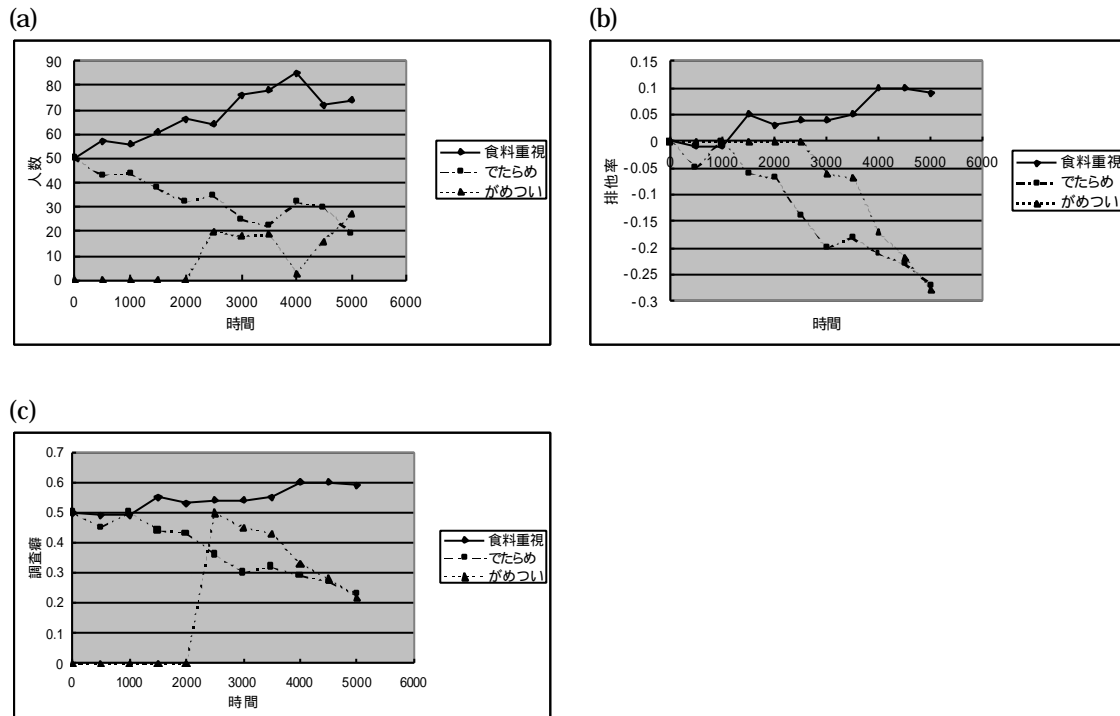 (a)
90
80
70
60
50
40
30
20
10
0
人数
0 1000 2000 3000 4000 5000 6000
時間
食料重視
でたらめ
がめつい
(b)
0.15
0.1
0.05
0
-0.05
-0.1
-0.15
-0.2
-0.25
-0.3
排他率
0 1000 2000 3000 4000 5000 6000
時間
食料重視
でたらめ
がめつい
(c)
0.7
0.6
0.5
0.4
0.3
0.2
0.1
0
調査癖
0 1000 2000 3000 4000 5000 6000
時間
食料重視
でたらめ
がめつい